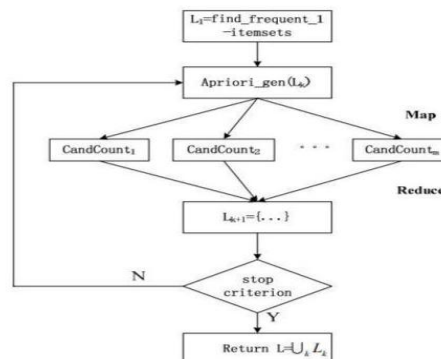 L₁=find_frequent_1
-itemsets
Apriori_gen(Lₖ)
Map
CandCount₁ CandCount₂ ... CandCountₘ
Reduce
Lₖ₊₁={...}
N
stop
criterion
Y
Return L=⋃ₖ Lₖ